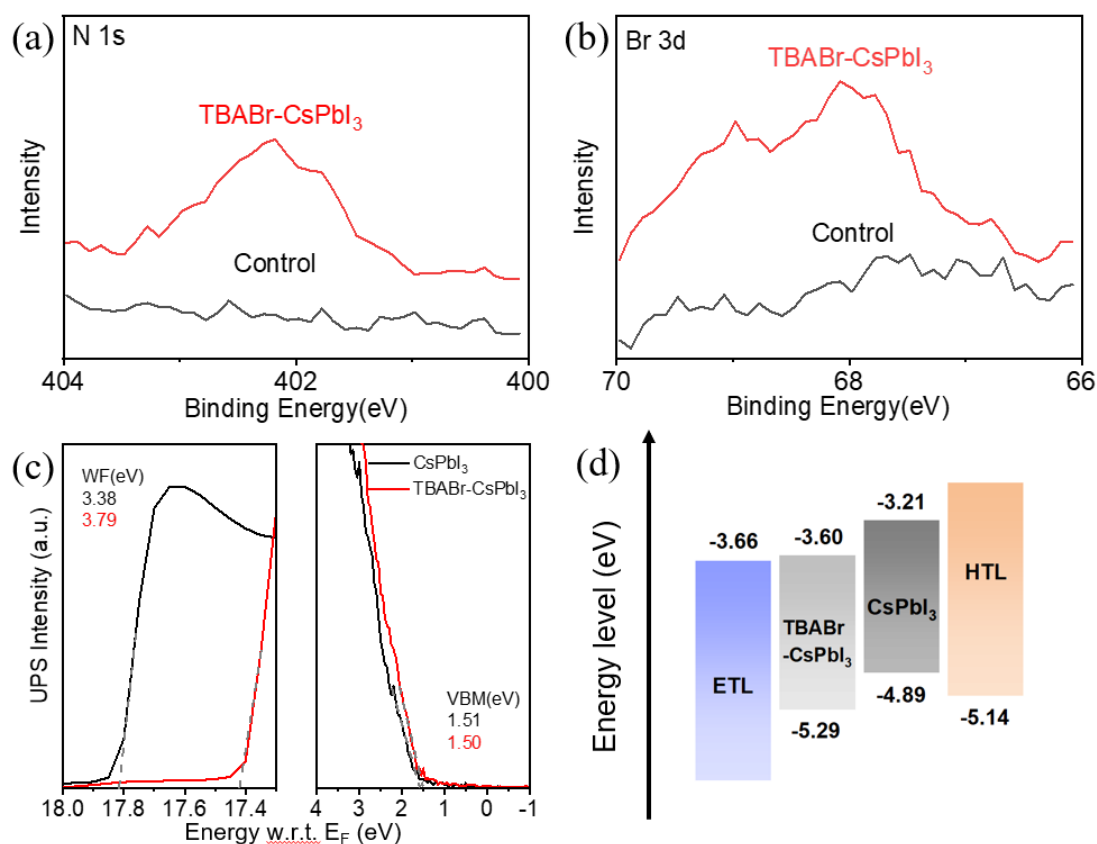 (a)
N 1s
TBABr-CsPbI₃
Control
Intensity
404
402
400
Binding Energy(eV)
(b)
Br 3d
TBABr-CsPbI₃
Control
Intensity
70
68
66
Binding Energy(eV)
(c)
WF(eV)
3.38
3.79
CsPbI₃
TBABr-CsPbI₃
VBM(eV)
1.51
1.50
UPS Intensity (a.u.)
18.0 17.8 17.6 17.4
4 3 2 1 0 -1
Energy w.r.t. E_F (eV)
(d)
Energy level (eV)
-3.66
ETL
-3.60
TBABr
-CsPbI₃
-5.29
-3.21
CsPbI₃
-4.89
HTL
-5.14